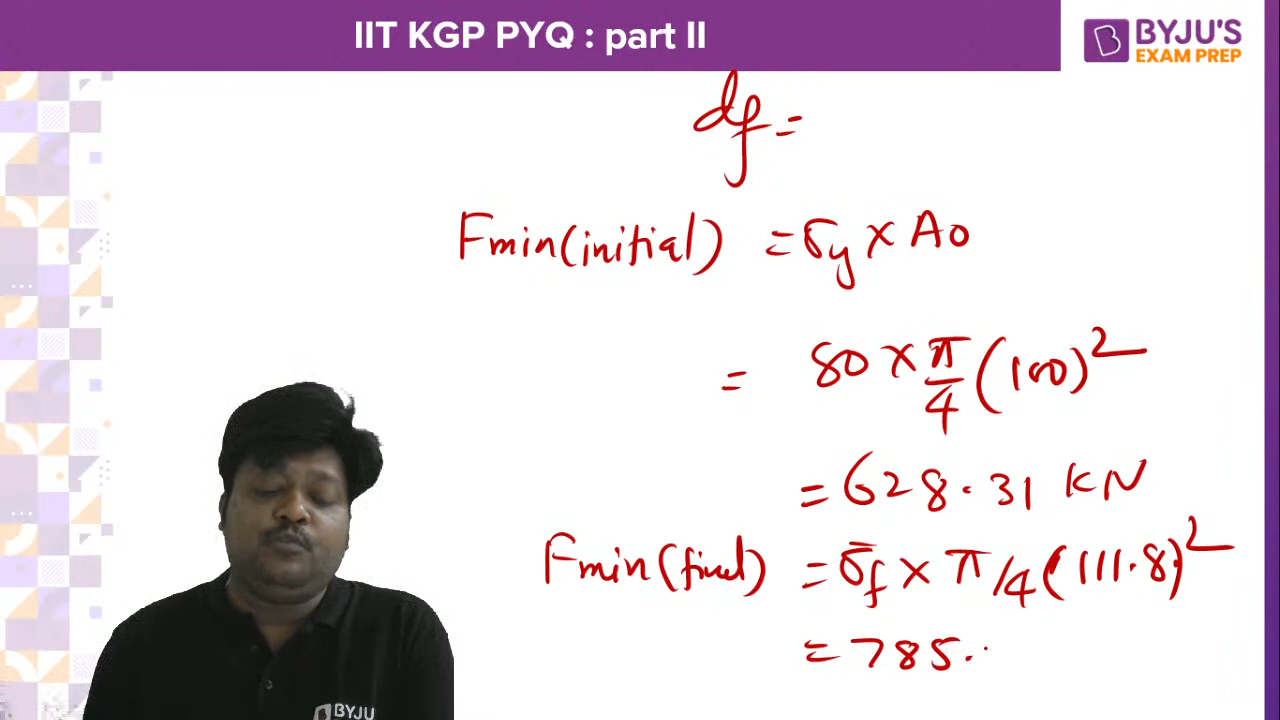 IIT KGP PYQ : part II
BYJU'S
EXAM PREP
df =
Fmin(initial) = σy × A0
= 80 × π/4 (100)²
= 628.31 KN
Fmin(final) = σ̄f × π/4 (111.8)²
= 785.
BYJU